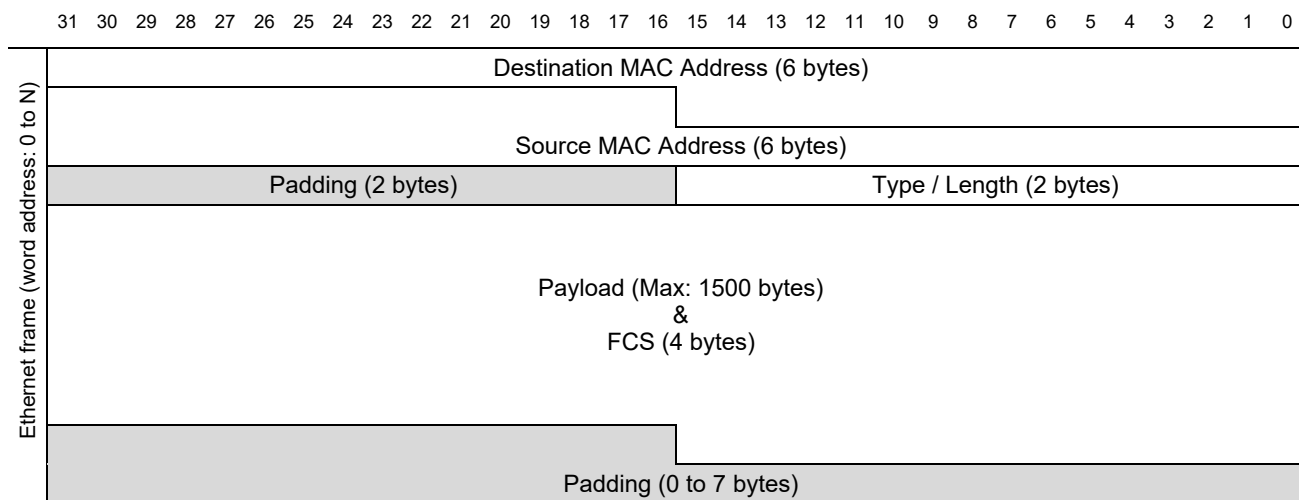 31 30 29 28 27 26 25 24 23 22 21 20 19 18 17 16 15 14 13 12 11 10 9 8 7 6 5 4 3 2 1 0
Ethernet frame (word address: 0 to N)
Destination MAC Address (6 bytes)
Source MAC Address (6 bytes)
Padding (2 bytes) Type / Length (2 bytes)
Payload (Max: 1500 bytes)
&
FCS (4 bytes)
Padding (0 to 7 bytes)